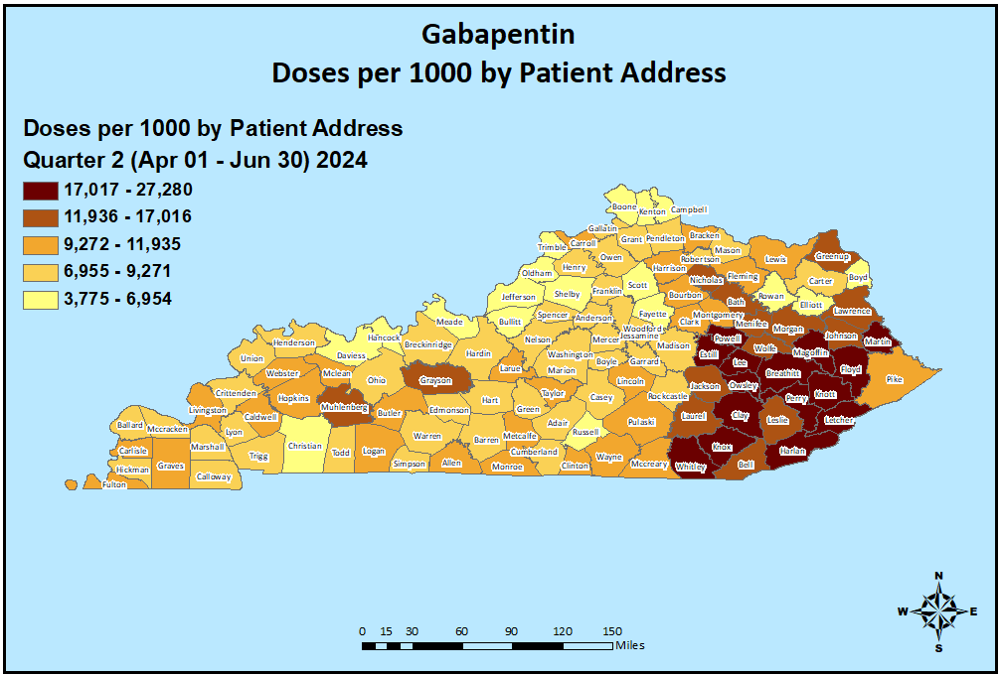 Gabapentin
Doses per 1000 by Patient Address
Doses per 1000 by Patient Address
Quarter 2 (Apr 01 - Jun 30) 2024
17,017 - 27,280
11,936 - 17,016
9,272 - 11,935
6,955 - 9,271
3,775 - 6,954
Boone
Kenton
Campbell
Gallatin
Trimble
Carroll
Grant
Pendleton
Bracken
Mason
Owen
Robertson
Lewis
Greenup
Oldham
Henry
Harrison
Nicholas
Fleming
Carter
Boyd
Jefferson
Shelby
Franklin
Scott
Bourbon
Bath
Rowan
Elliott
Lawrence
Meade
Bullitt
Spencer
Anderson
Woodford
Fayette
Clark
Montgomery
Menifee
Morgan
Johnson
Martin
Hancock
Breckinridge
Nelson
Mercer
Jessamine
Madison
Powell
Estill
Wolfe
Magoffin
Henderson
Daviess
Union
Hardin
Washington
Marion
Boyle
Garrard
Lee
Breathitt
Floyd
Pike
Webster
Mclean
Ohio
Grayson
Larue
Taylor
Lincoln
Rockcastle
Jackson
Owsley
Perry
Knott
Crittenden
Hopkins
Muhlenberg
Butler
Edmonson
Hart
Green
Casey
Pulaski
Laurel
Clay
Leslie
Letcher
Livingston
Caldwell
Ballard
Mccracken
Lyon
Christian
Warren
Barren
Metcalfe
Adair
Russell
Knox
Harlan
Carlisle
Marshall
Trigg
Todd
Logan
Simpson
Allen
Monroe
Cumberland
Clinton
Wayne
Mccreary
Whitley
Bell
Hickman
Graves
Calloway
Fulton
N
W
E
S
0 15 30 60 90 120 150
Miles